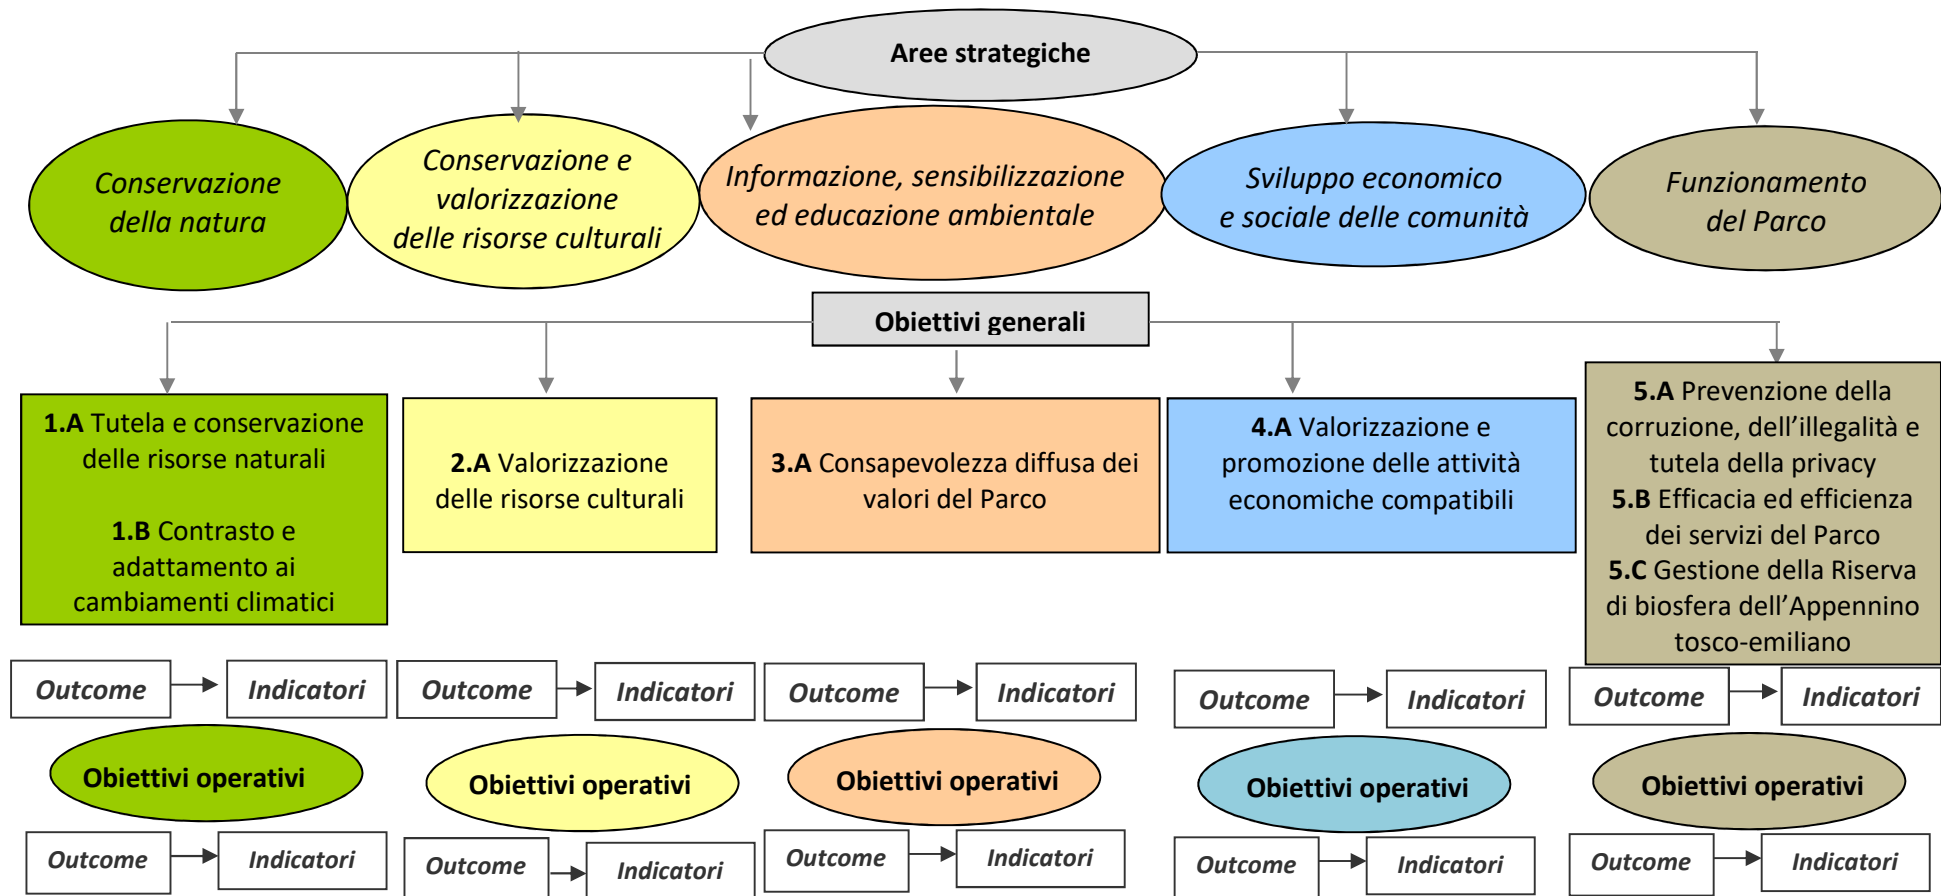 Aree strategiche
Conservazione
della natura
Conservazione e
valorizzazione
delle risorse culturali
Informazione, sensibilizzazione
ed educazione ambientale
Sviluppo economico
e sociale delle comunità
Funzionamento
del Parco
Obiettivi generali
1.A Tutela e conservazione
delle risorse naturali
1.B Contrasto e
adattamento ai
cambiamenti climatici
2.A Valorizzazione
delle risorse culturali
3.A Consapevolezza diffusa dei
valori del Parco
4.A Valorizzazione e
promozione delle attività
economiche compatibili
5.A Prevenzione della
corruzione, dell’illegalità e
tutela della privacy
5.B Efficacia ed efficienza
dei servizi del Parco
5.C Gestione della Riserva
di biosfera dell’Appennino
tosco-emiliano
Outcome
Indicatori
Outcome
Indicatori
Outcome
Indicatori
Outcome
Indicatori
Outcome
Indicatori
Obiettivi operativi
Obiettivi operativi
Obiettivi operativi
Obiettivi operativi
Obiettivi operativi
Outcome
Indicatori
Outcome
Indicatori
Outcome
Indicatori
Outcome
Indicatori
Outcome
Indicatori